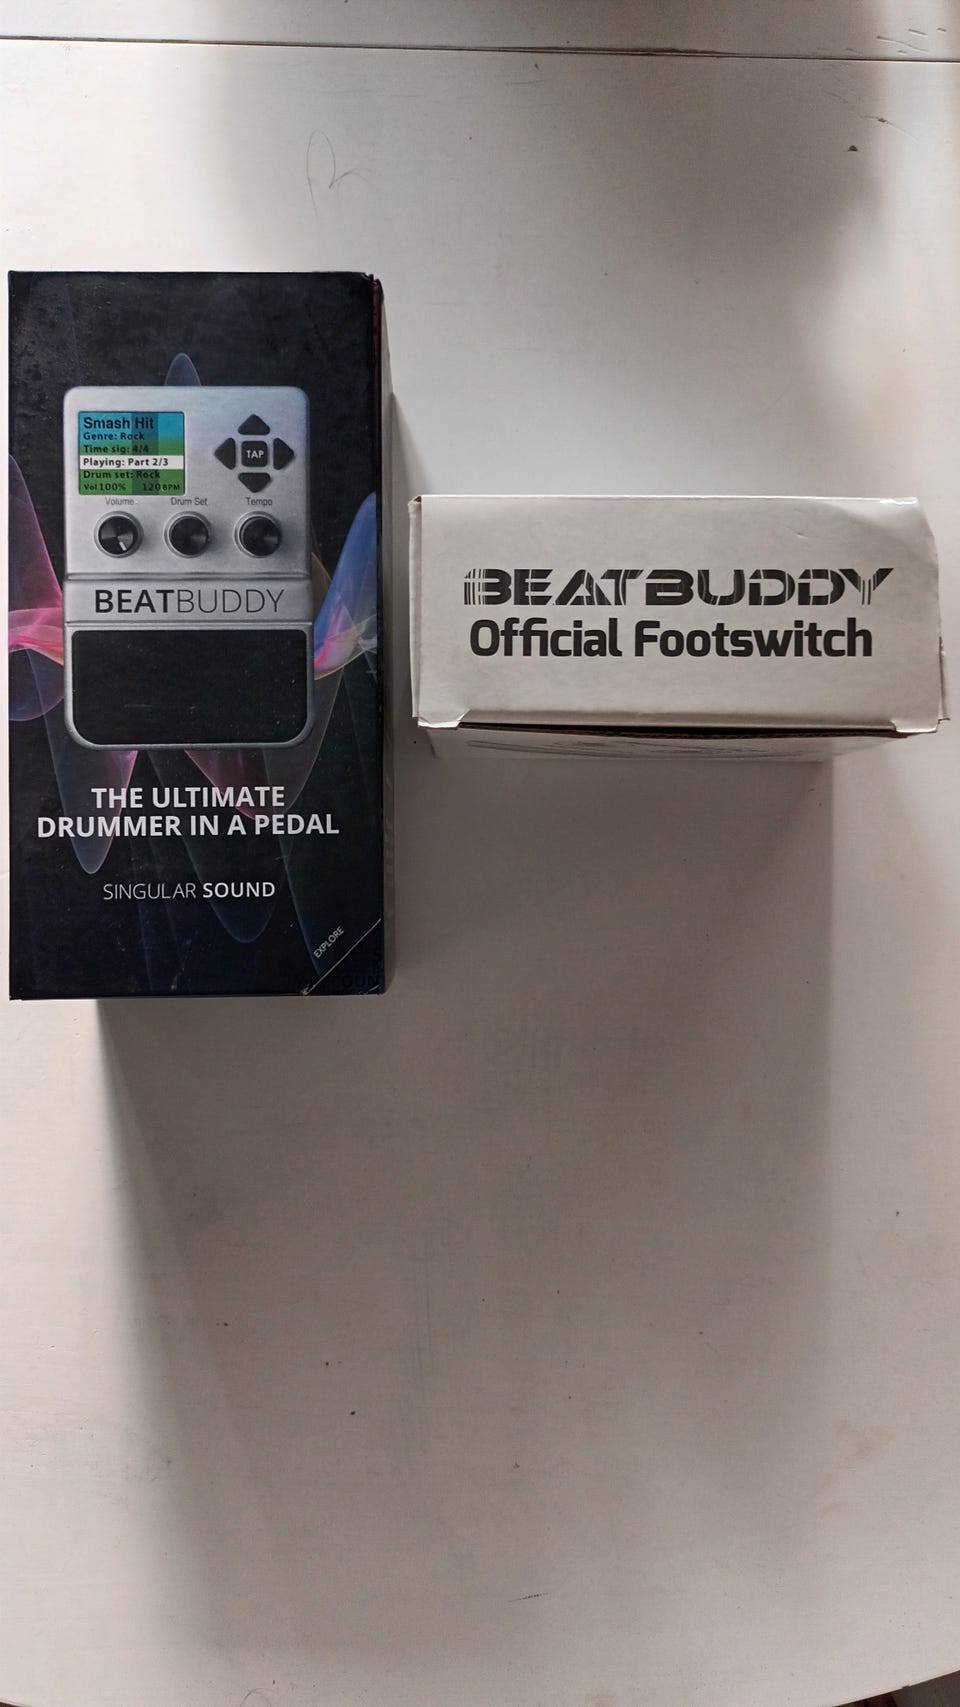 Smash Hit
Genre: Rock
Time sig: 4/4
Playing: Part 2/3
Drum set: Rock
Vol 100% 120BPM
TAP
Volume Drum Set Tempo
BEATBUDDY
THE ULTIMATE
DRUMMER IN A PEDAL
SINGULAR SOUND
EXPLORE
BEATBUDDY
Official Footswitch